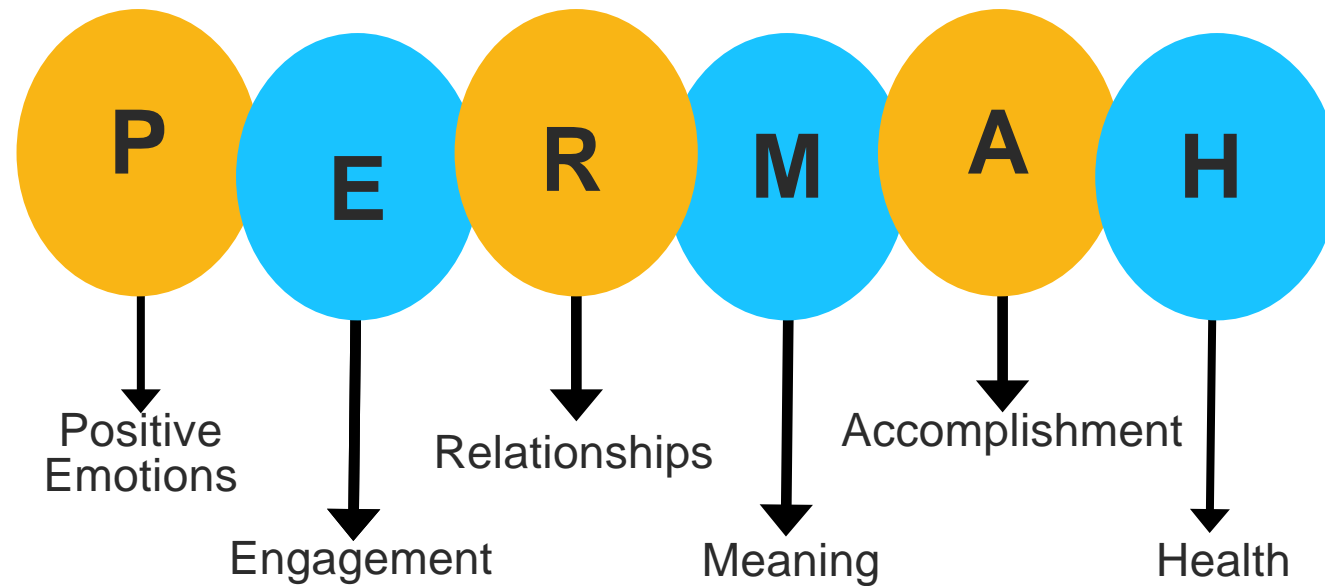 P
E
R
M
A
H
Positive
Emotions
Engagement
Relationships
Meaning
Accomplishment
Health